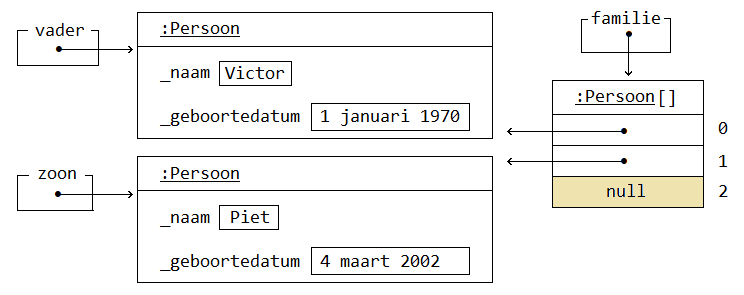 vader
:Persoon
_naam Victor
_geboortedatum 1 januari 1970
zoon
:Persoon
_naam Piet
_geboortedatum 4 maart 2002
familie
:Persoon[]
0
1
null 2